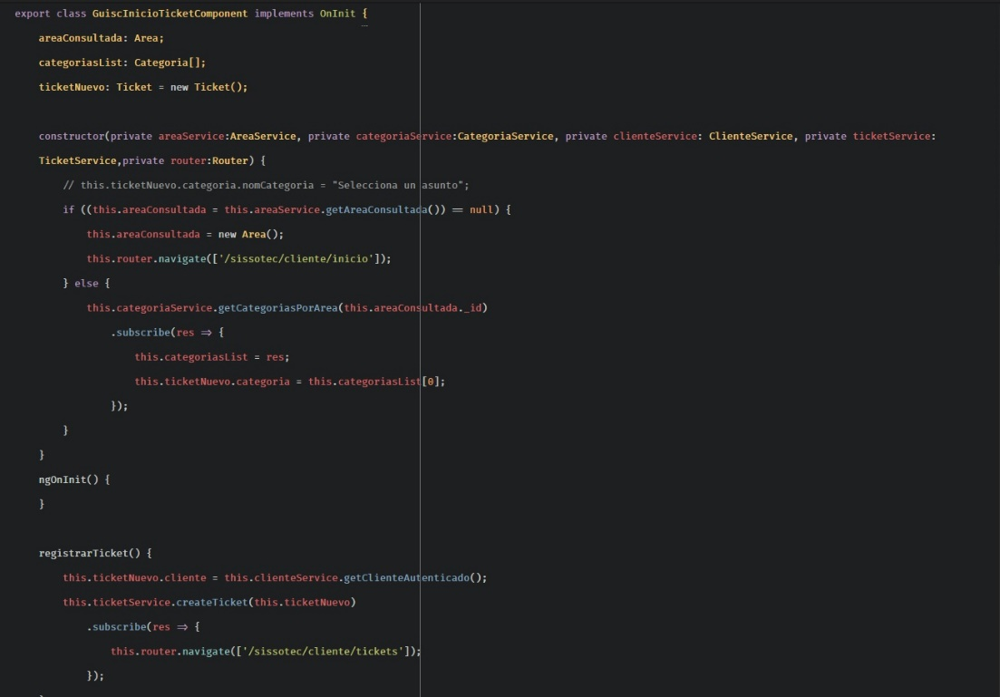 export class GuiscInicioTicketComponent implements OnInit {
areaConsultada: Area;
categoriasList: Categoria[];
ticketNuevo: Ticket = new Ticket();
constructor(private areaService:AreaService, private categoriaService:CategoriaService, private clienteService: ClienteService, private ticketService:
TicketService,private router:Router) {
// this.ticketNuevo.categoria.nomCategoria = "Selecciona un asunto";
if ((this.areaConsultada = this.areaService.getAreaConsultada()) == null) {
this.areaConsultada = new Area();
this.router.navigate(['/sissotec/cliente/inicio']);
} else {
this.categoriaService.getCategoriasPorArea(this.areaConsultada._id)
.subscribe(res => {
this.categoriasList = res;
this.ticketNuevo.categoria = this.categoriasList[0];
});
}
}
ngOnInit() {
}
registrarTicket() {
this.ticketNuevo.cliente = this.clienteService.getClienteAutenticado();
this.ticketService.createTicket(this.ticketNuevo)
.subscribe(res => {
this.router.navigate(['/sissotec/cliente/tickets']);
});